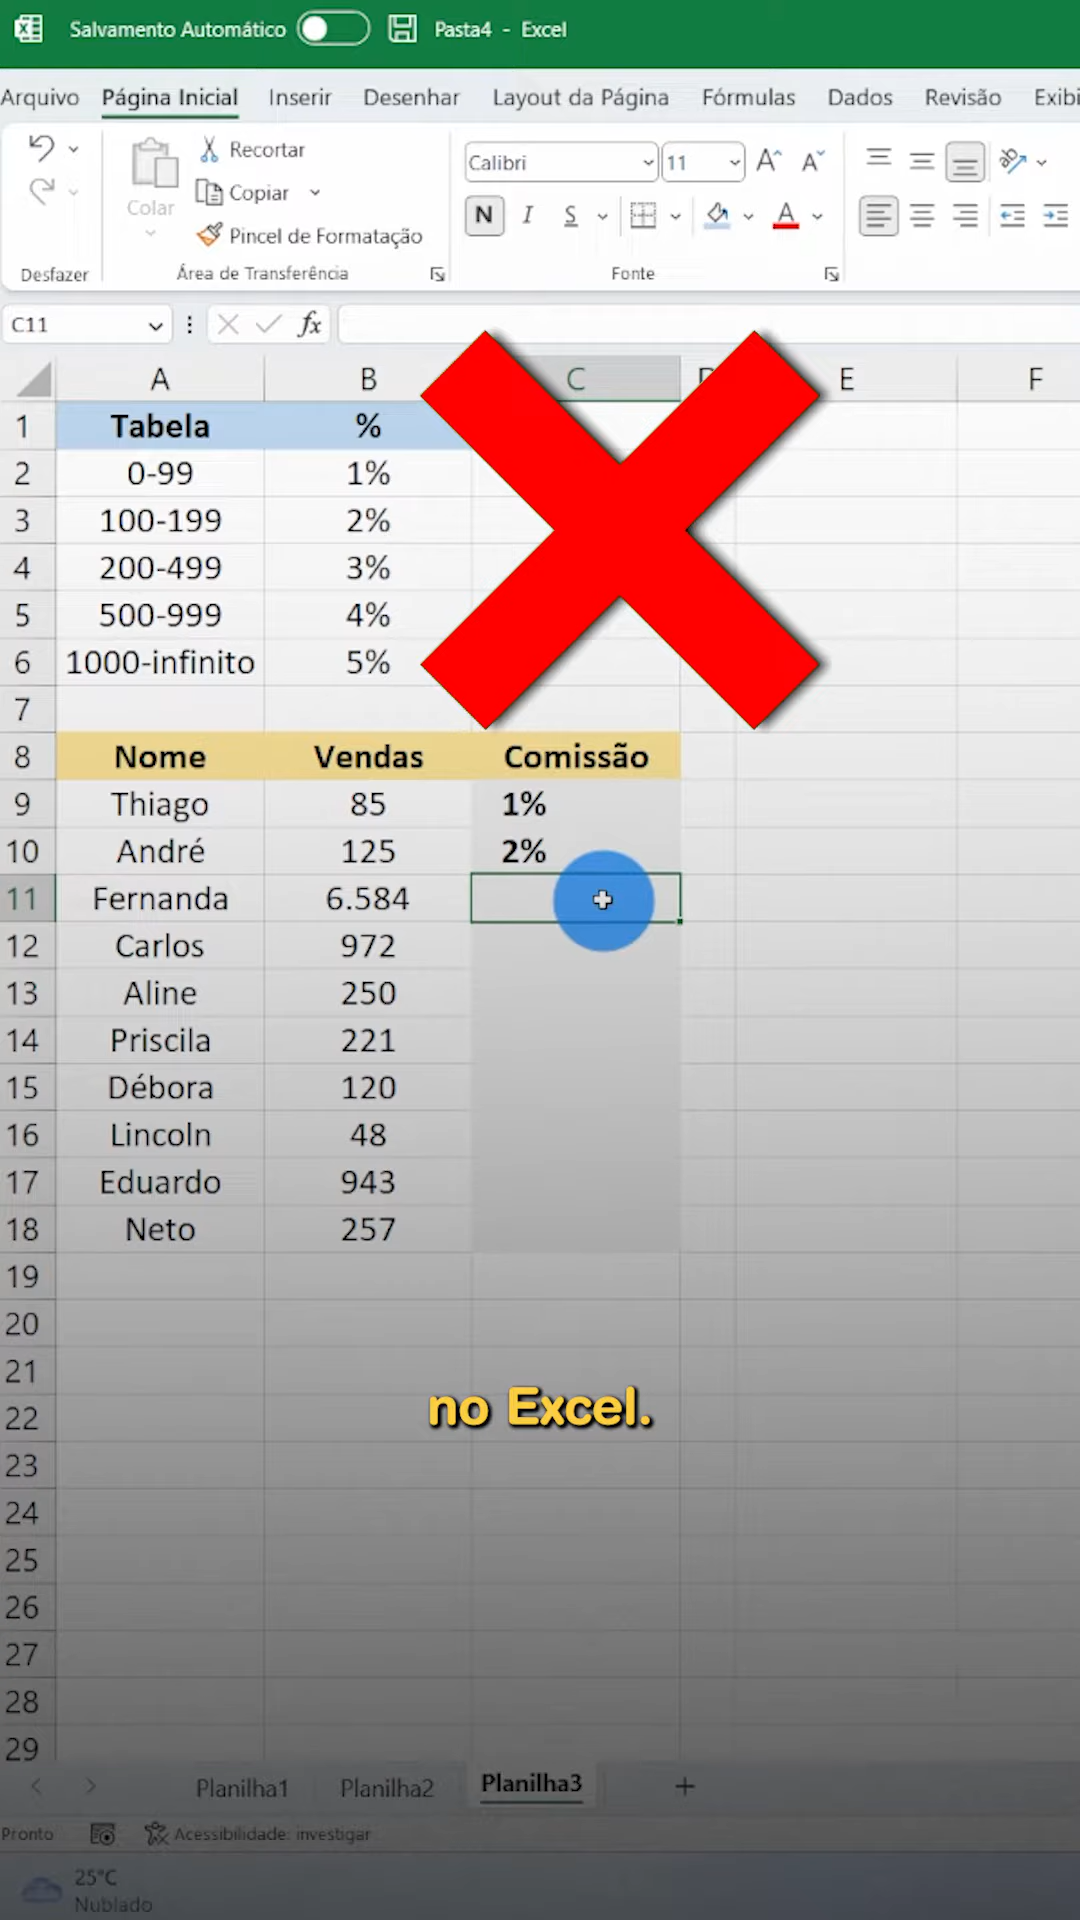 Salvamento Automático Pasta4 - Excel
Arquivo Página Inicial Inserir Desenhar Layout da Página Fórmulas Dados Revisão Exibi
Colar
Recortar
Copiar
Pincel de Formatação
Calibri 11
N I S A
Desfazer Área de Transferência Fonte
C11 fx
A B C E F
1 Tabela %
2 0-99 1%
3 100-199 2%
4 200-499 3%
5 500-999 4%
6 1000-infinito 5%
7
8 Nome Vendas Comissão
9 Thiago 85 1%
10 André 125 2%
11 Fernanda 6.584
12 Carlos 972
13 Aline 250
14 Priscila 221
15 Débora 120
16 Lincoln 48
17 Eduardo 943
18 Neto 257
19
20
21
22
no Excel.
23
24
25
26
27
28
29
Planilha1 Planilha2 Planilha3 +
Pronto Acessibilidade: investigar
25°C
Nublado